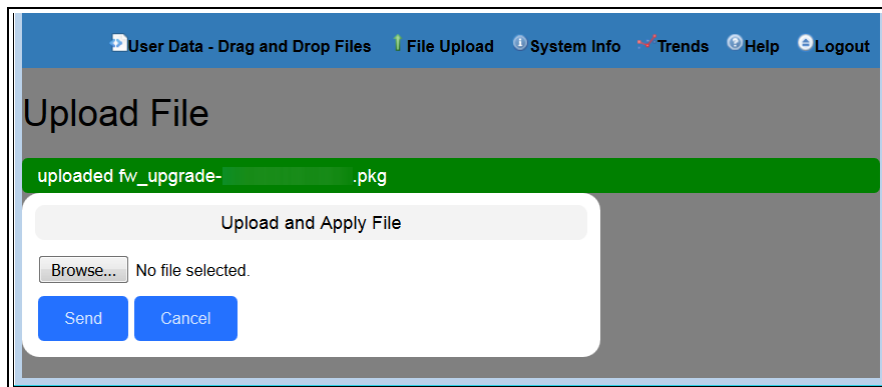 User Data - Drag and Drop Files File Upload System Info Trends Help Logout
Upload File
uploaded fw_upgrade- .pkg
Upload and Apply File
Browse... No file selected.
Send Cancel